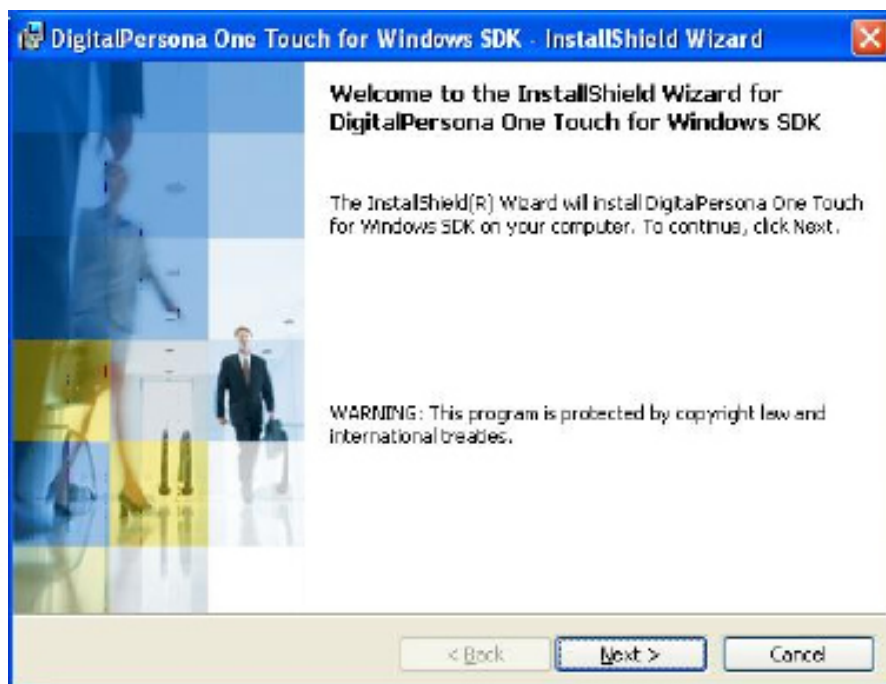 DigitalPersona One Touch for Windows SDK - InstallShield Wizard
Welcome to the InstallShield Wizard for
DigitalPersona One Touch for Windows SDK
The InstallShield(R) Wizard will install DigitalPersona One Touch
for Windows SDK on your computer. To continue, click Next.
WARNING: This program is protected by copyright law and
international treaties.
< Back
Next >
Cancel